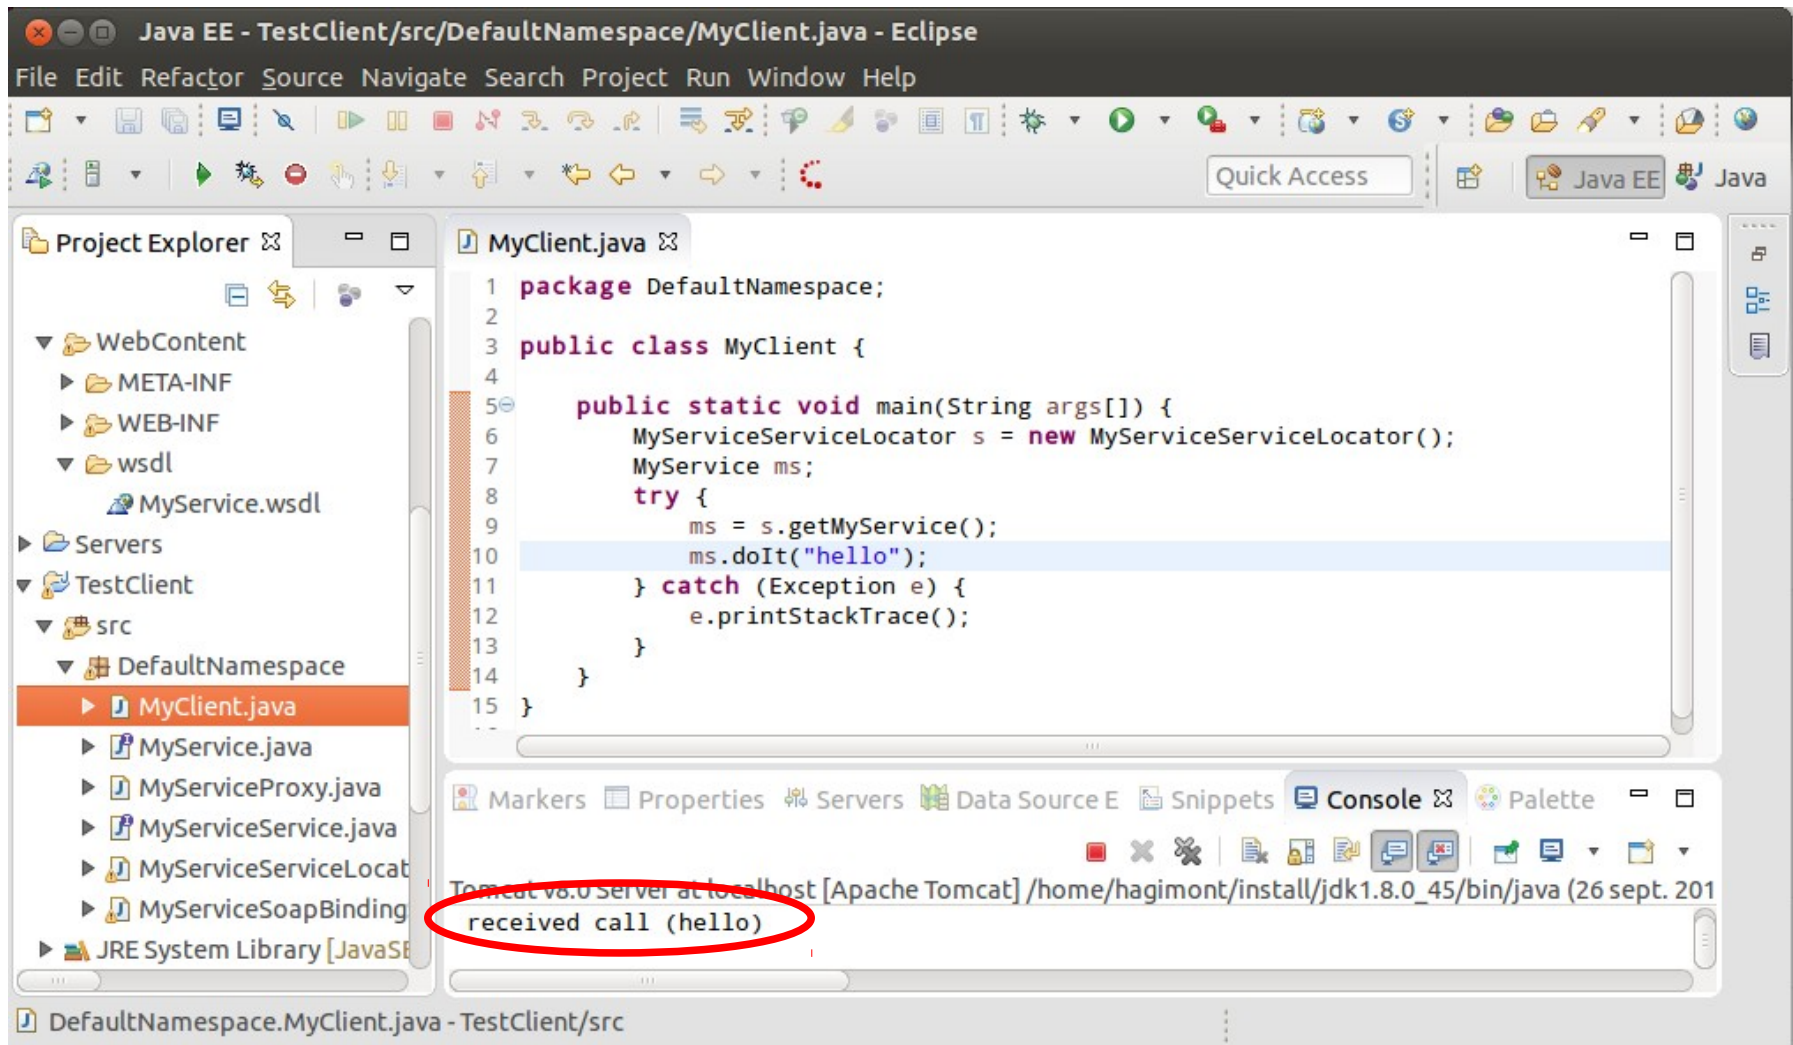 Java EE - TestClient/src/DefaultNamespace/MyClient.java - Eclipse
File Edit Refactor Source Navigate Search Project Run Window Help
Quick Access
Java EE
Java
Project Explorer
WebContent
META-INF
WEB-INF
wsdl
MyService.wsdl
Servers
TestClient
src
DefaultNamespace
MyClient.java
MyService.java
MyServiceProxy.java
MyServiceService.java
MyServiceServiceLocat
MyServiceSoapBinding
JRE System Library [JavaSE
MyClient.java
1 package DefaultNamespace;
2
3 public class MyClient {
4
5 public static void main(String args[]) {
6 MyServiceServiceLocator s = new MyServiceServiceLocator();
7 MyService ms;
8 try {
9 ms = s.getMyService();
10 ms.doIt("hello");
11 } catch (Exception e) {
12 e.printStackTrace();
13 }
14 }
15 }
Markers Properties Servers Data Source E Snippets Console Palette
Tomcat v8.0 Server at localhost [Apache Tomcat] /home/hagimont/install/jdk1.8.0_45/bin/java (26 sept. 201
received call (hello)
DefaultNamespace.MyClient.java - TestClient/src